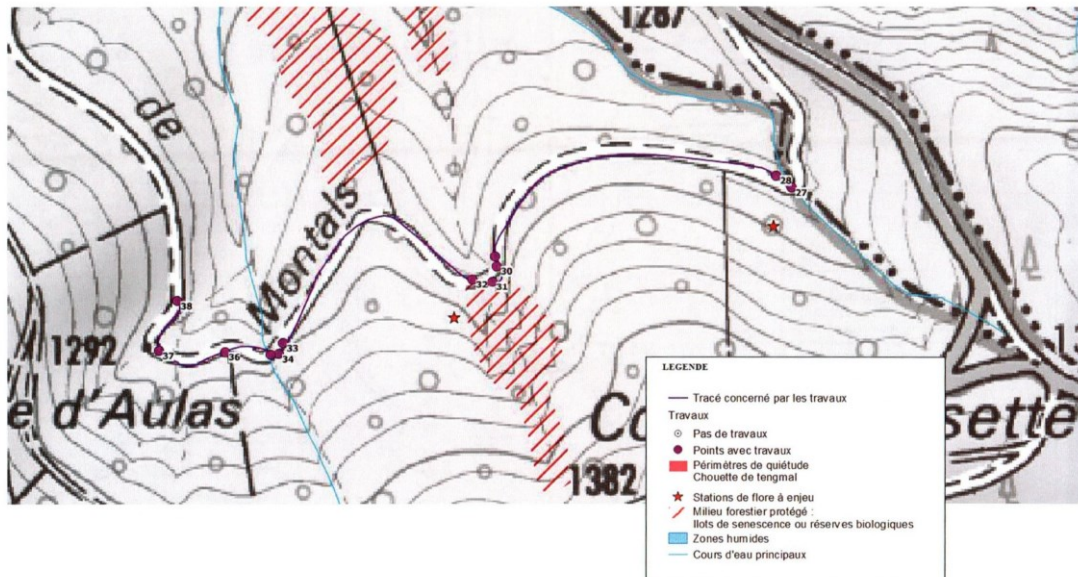 1287
de
Montals
28
27
30
31
32
38
33
34
36
37
1292
e d'Aulas
Co
sette
13
1382
LEGENDE
Tracé concerné par les travaux
Travaux
Pas de travaux
Points avec travaux
Périmètres de quiétude
Chouette de tengmal
Stations de flore à enjeu
Milieu forestier protégé :
Ilots de senescence ou réserves biologiques
Zones humides
Cours d'eau principaux